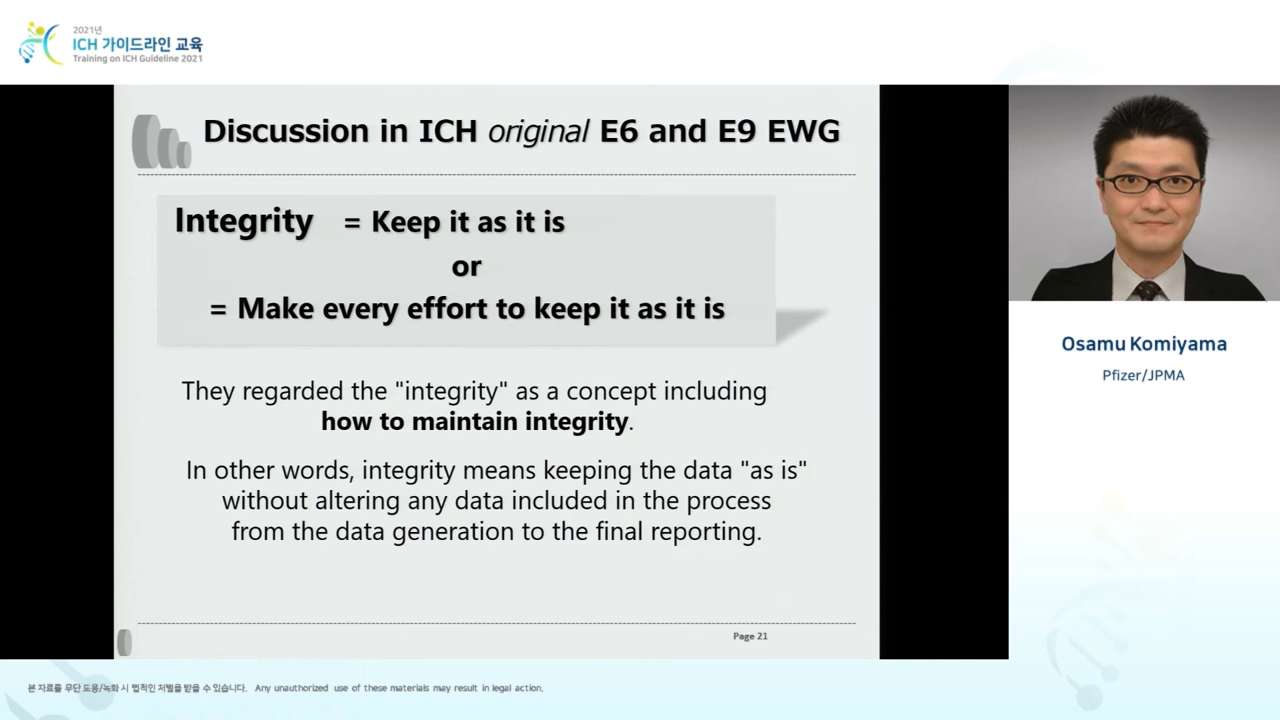 2021년
ICH 가이드라인 교육
Training on ICH Guideline 2021
Discussion in ICH original E6 and E9 EWG
Integrity = Keep it as it is
or
= Make every effort to keep it as it is
They regarded the "integrity" as a concept including
how to maintain integrity.
In other words, integrity means keeping the data "as is"
without altering any data included in the process
from the data generation to the final reporting.
Page 21
Osamu Komiyama
Pfizer/JPMA
본 자료를 무단 도용/녹화 시 법적인 처벌을 받을 수 있습니다. Any unauthorized use of these materials may result in legal action.